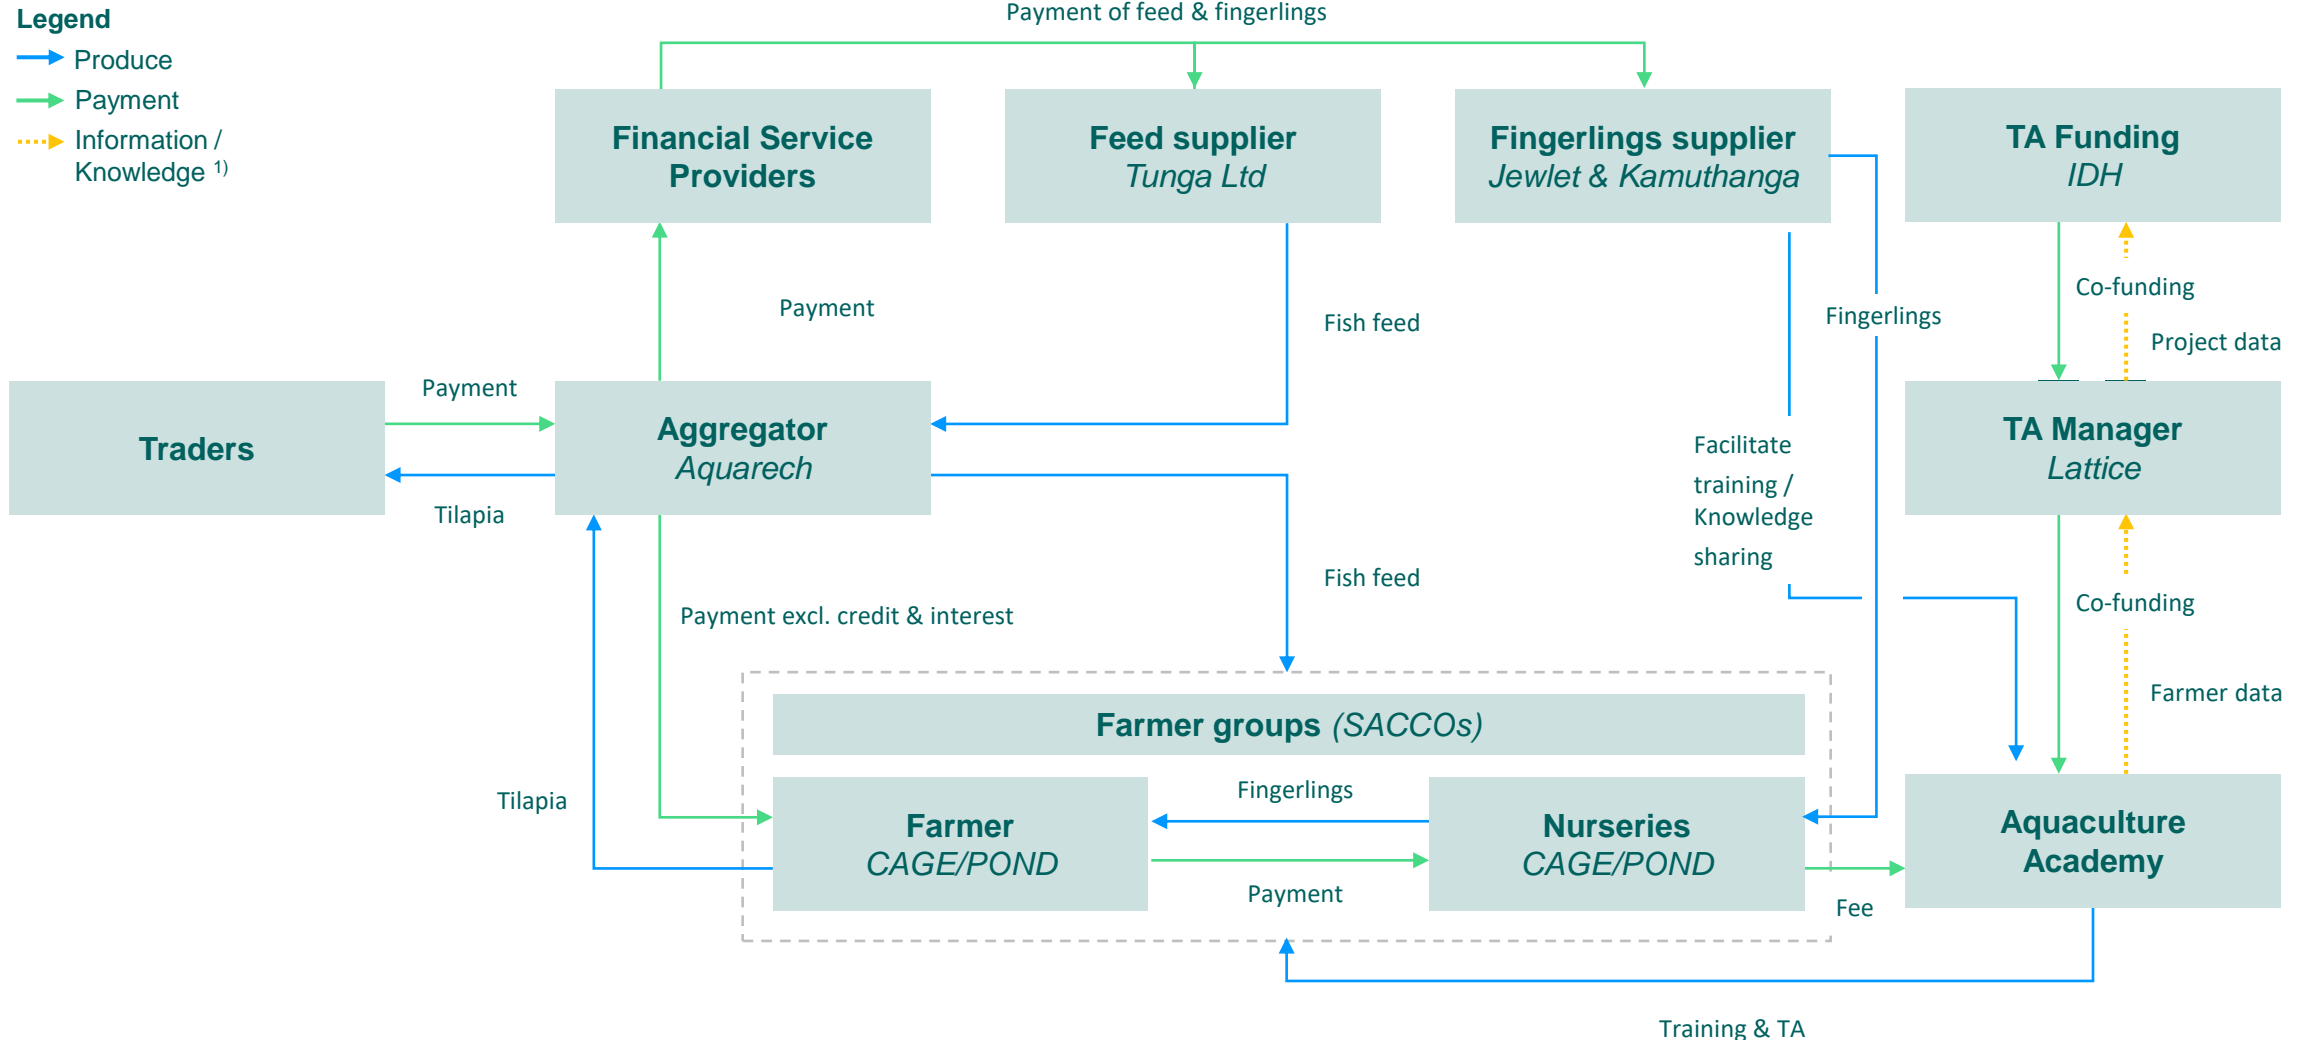 Legend
Produce
Payment
Information /
Knowledge 1)
Payment of feed & fingerlings
Financial Service
Providers
Feed supplier
Tunga Ltd
Fingerlings supplier
Jewlet & Kamuthanga
TA Funding
IDH
Payment
Fish feed
Fingerlings
Co-funding
Project data
Traders
Payment
Tilapia
Aggregator
Aquarech
Facilitate
training /
Knowledge
sharing
TA Manager
Lattice
Fish feed
Payment excl. credit & interest
Co-funding
Farmer data
Farmer groups (SACCOs)
Tilapia
Farmer
CAGE/POND
Fingerlings
Payment
Nurseries
CAGE/POND
Fee
Aquaculture
Academy
Training & TA